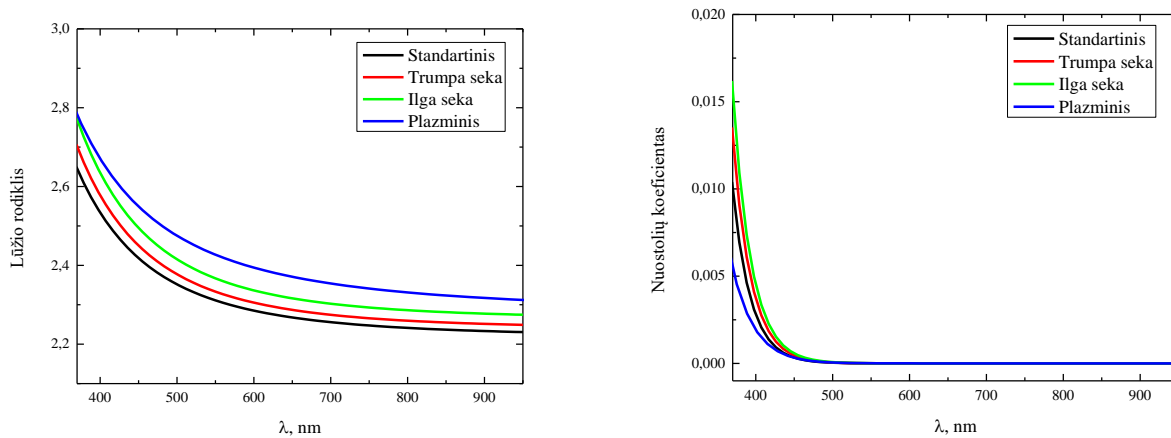 3,0
2,8
2,6
2,4
2,2
Lūžio rodiklis
Standartinis
Trumpa seka
Ilga seka
Plazminis
400 500 600 700 800 900
λ, nm
0,020
0,015
0,010
0,005
0,000
Nuostolių koeficientas
Standartinis
Trumpa seka
Ilga seka
Plazminis
400 500 600 700 800 900
λ, nm